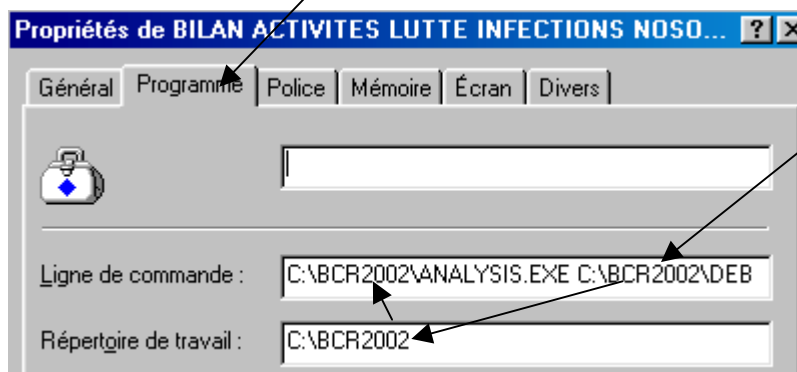 Propriétés de BILAN ACTIVITES LUTTE INFECTIONS NOSO...
Général Programme Police Mémoire Écran Divers
Ligne de commande : C:\BCR2002\ANALYSIS.EXE C:\BCR2002\DEB
Répertoire de travail : C:\BCR2002